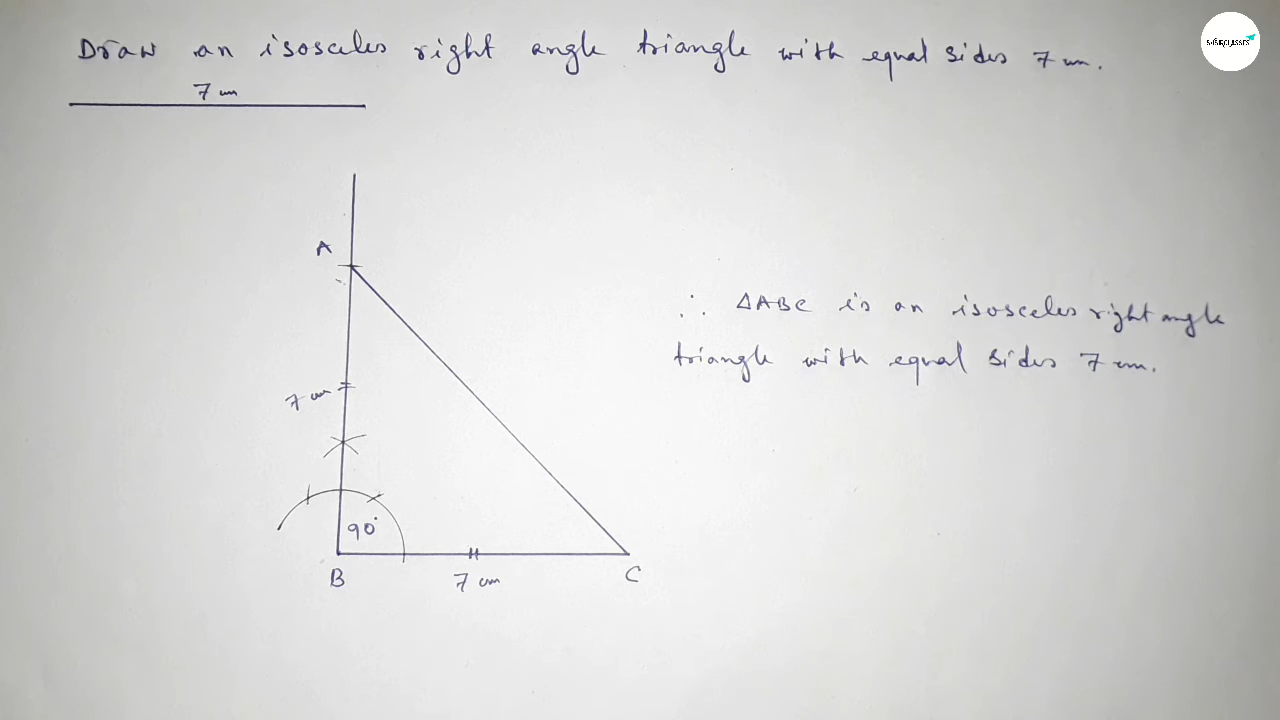 Draw an isosceles right angle triangle with equal sides 7 cm.
7 cm
A
∴ △ABC is an isosceles right angle
triangle with equal sides 7 cm.
7 cm
90°
B
7 cm
C